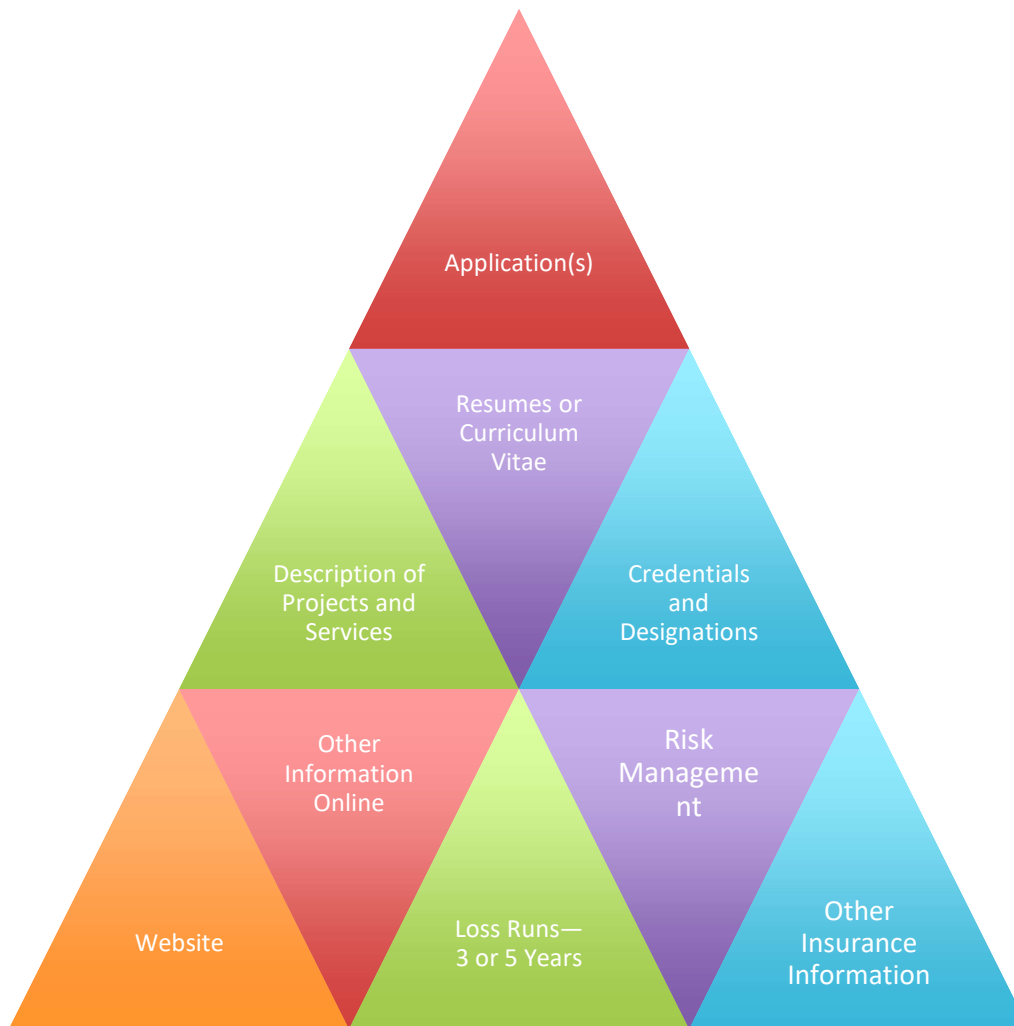 Application(s)
Resumes or
Curriculum
Vitae
Description of
Projects and
Services
Credentials
and
Designations
Other
Information
Online
Risk
Manageme
nt
Website
Loss Runs—
3 or 5 Years
Other
Insurance
Information